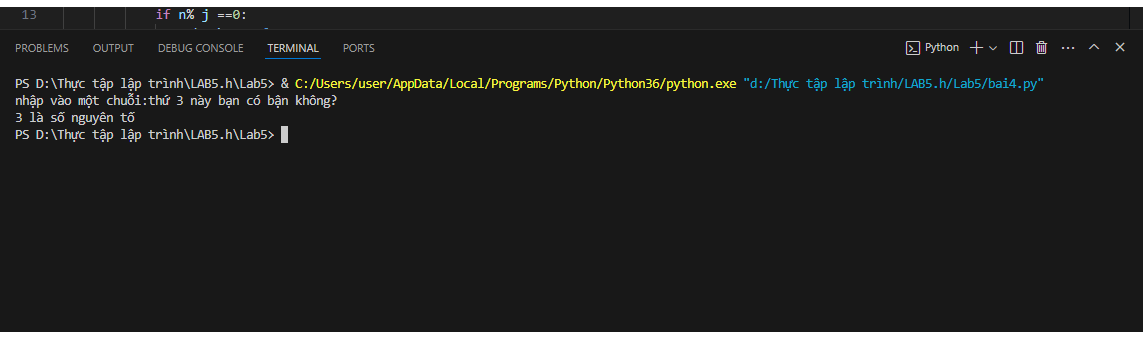 13 if n% j ==0:
PROBLEMS OUTPUT DEBUG CONSOLE TERMINAL PORTS Python
PS D:\Thực tập lập trình\LAB5.h\Lab5> & C:/Users/user/AppData/Local/Programs/Python/Python36/python.exe "d:/Thực tập lập trình/LAB5.h/Lab5/bai4.py"
nhập vào một chuỗi:thứ 3 này bạn có bận không?
3 là số nguyên tố
PS D:\Thực tập lập trình\LAB5.h\Lab5>